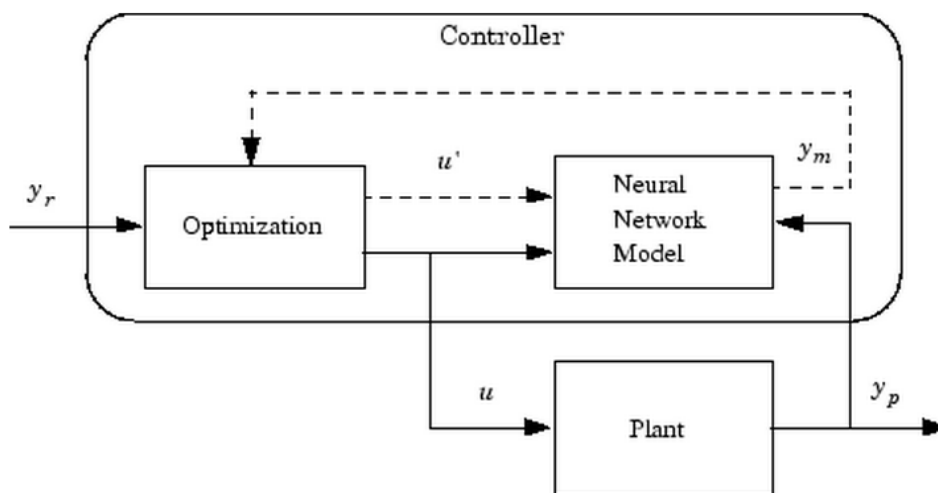 Controller
u'
y_m
y_r
Optimization
Neural
Network
Model
u
y_p
Plant